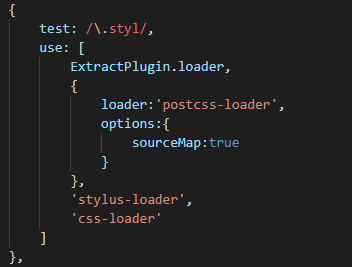 {
    test: /\.styl/,
    use: [
        ExtractPlugin.loader,
        {
            loader:'postcss-loader',
            options:{
                sourceMap:true
            }
        },
        'stylus-loader',
        'css-loader'
    ]
},